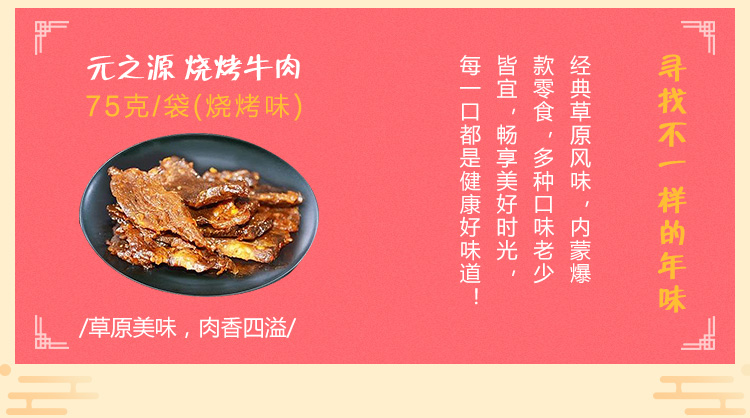 元之源 烧烤牛肉
75克/袋(烧烤味)
/草原美味，肉香四溢/
寻找不一样的年味
经典草原风味，内蒙爆
款零食，多种口味老少
皆宜，畅享美好时光，
每一口都是健康好味道！